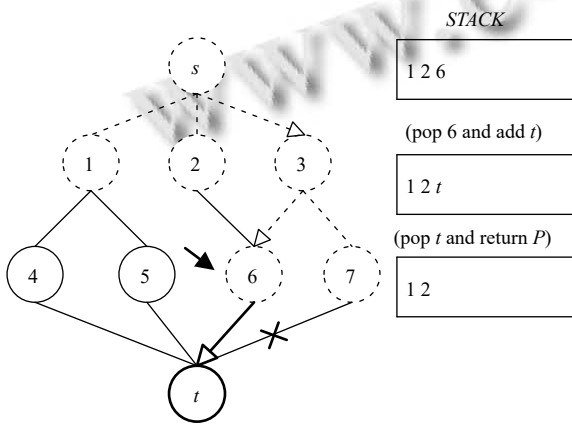 STACK
s
1 2 6
(pop 6 and add t)
1 2 3
1 2 t
(pop t and return P)
4 5 6 7
1 2
t
www.